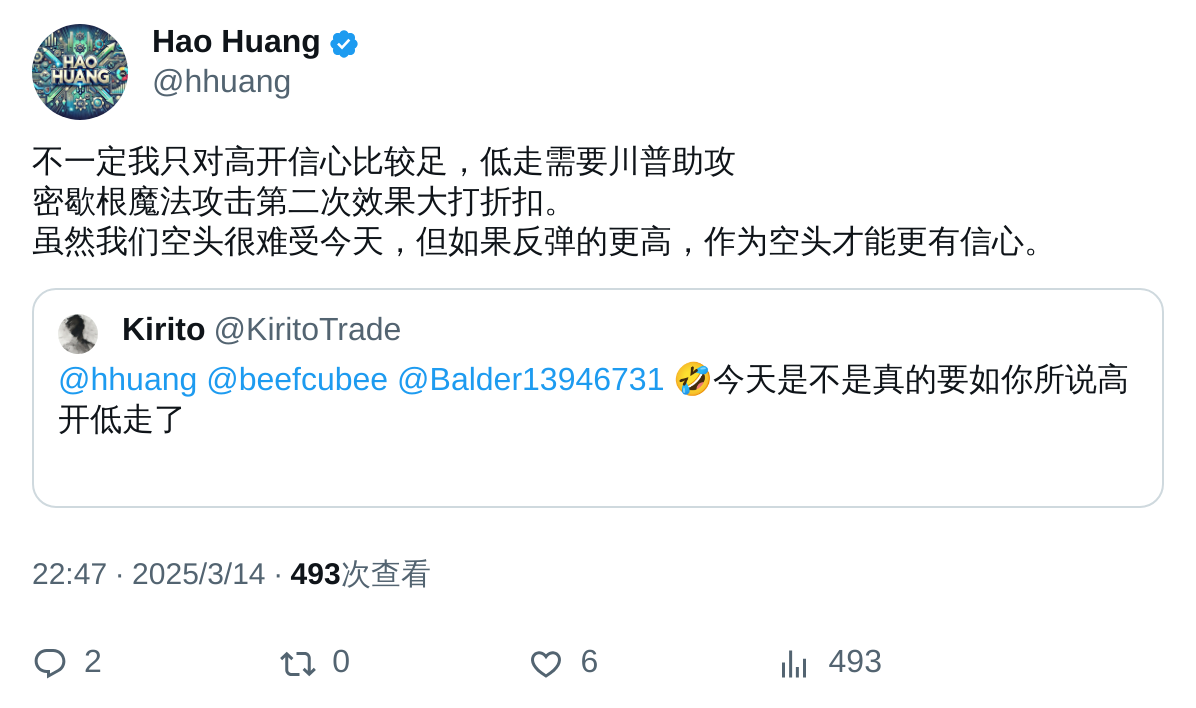 HAO
HUANG
Hao Huang
@hhuang
不一定我只对高开信心比较足，低走需要川普助攻
密歇根魔法攻击第二次效果大打折扣。
虽然我们空头很难受今天，但如果反弹的更高，作为空头才能更有信心。
Kirito @KiritoTrade
@hhuang @beefcubee @Balder13946731 🤣今天是不是真的要如你所说高
开低走了
22:47 · 2025/3/14 · 493次查看
2 0 6 493